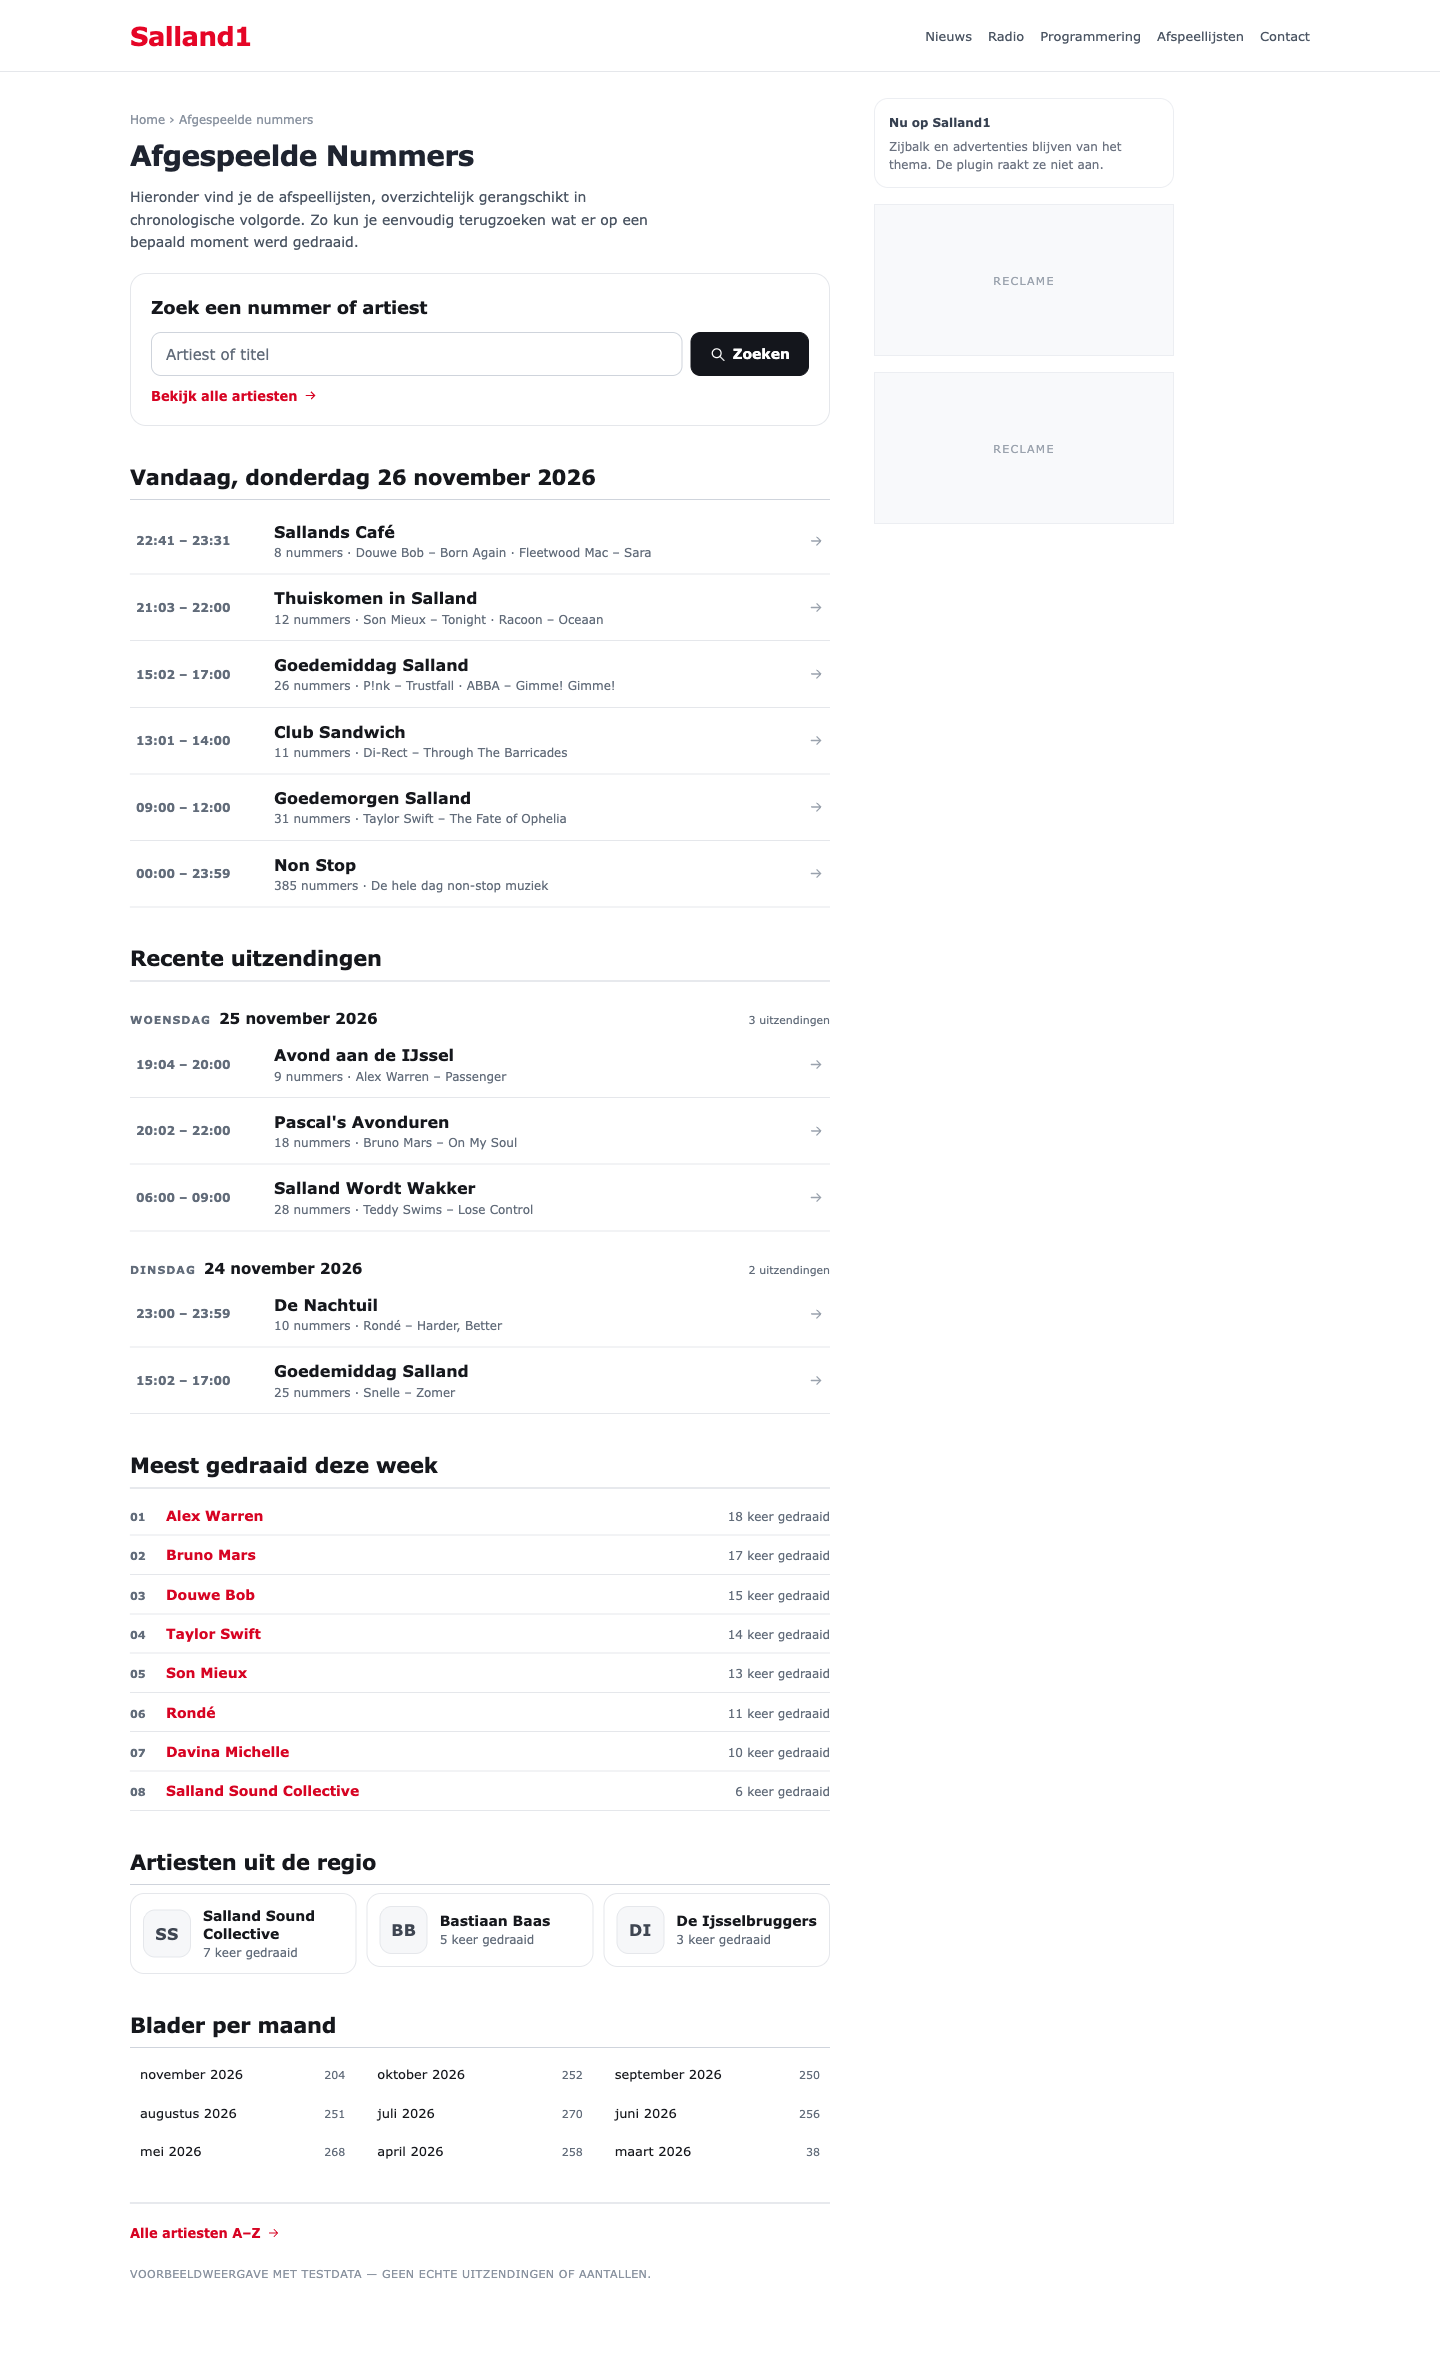 Salland1
Nieuws Radio Programmering Afspeellijsten Contact
Home › Afgespeelde nummers
Afgespeelde Nummers
Hieronder vind je de afspeellijsten, overzichtelijk gerangschikt in
chronologische volgorde. Zo kun je eenvoudig terugzoeken wat er op een
bepaald moment werd gedraaid.
Zoek een nummer of artiest
Artiest of titel
Zoeken
Bekijk alle artiesten →
Vandaag, donderdag 26 november 2026
22:41 – 23:31
Sallands Café
8 nummers · Douwe Bob – Born Again · Fleetwood Mac – Sara
→
21:03 – 22:00
Thuiskomen in Salland
12 nummers · Son Mieux – Tonight · Racoon – Oceaan
→
15:02 – 17:00
Goedemiddag Salland
26 nummers · P!nk – Trustfall · ABBA – Gimme! Gimme!
→
13:01 – 14:00
Club Sandwich
11 nummers · Di-Rect – Through The Barricades
→
09:00 – 12:00
Goedemorgen Salland
31 nummers · Taylor Swift – The Fate of Ophelia
→
00:00 – 23:59
Non Stop
385 nummers · De hele dag non-stop muziek
→
Recente uitzendingen
WOENSDAG 25 november 2026 3 uitzendingen
19:04 – 20:00
Avond aan de IJssel
9 nummers · Alex Warren – Passenger
→
20:02 – 22:00
Pascal's Avonduren
18 nummers · Bruno Mars – On My Soul
→
06:00 – 09:00
Salland Wordt Wakker
28 nummers · Teddy Swims – Lose Control
→
DINSDAG 24 november 2026 2 uitzendingen
23:00 – 23:59
De Nachtuil
10 nummers · Rondé – Harder, Better
→
15:02 – 17:00
Goedemiddag Salland
25 nummers · Snelle – Zomer
→
Meest gedraaid deze week
01 Alex Warren 18 keer gedraaid
02 Bruno Mars 17 keer gedraaid
03 Douwe Bob 15 keer gedraaid
04 Taylor Swift 14 keer gedraaid
05 Son Mieux 13 keer gedraaid
06 Rondé 11 keer gedraaid
07 Davina Michelle 10 keer gedraaid
08 Salland Sound Collective 6 keer gedraaid
Artiesten uit de regio
SS
Salland Sound
Collective
7 keer gedraaid
BB
Bastiaan Baas
5 keer gedraaid
DI
De Ijsselbruggers
3 keer gedraaid
Blader per maand
november 2026 204 oktober 2026 252 september 2026 250
augustus 2026 251 juli 2026 270 juni 2026 256
mei 2026 268 april 2026 258 maart 2026 38
Alle artiesten A–Z →
VOORBEELDWEERGAVE MET TESTDATA — GEEN ECHTE UITZENDINGEN OF AANTALLEN.
Nu op Salland1
Zijbalk en advertenties blijven van het
thema. De plugin raakt ze niet aan.
RECLAME
RECLAME